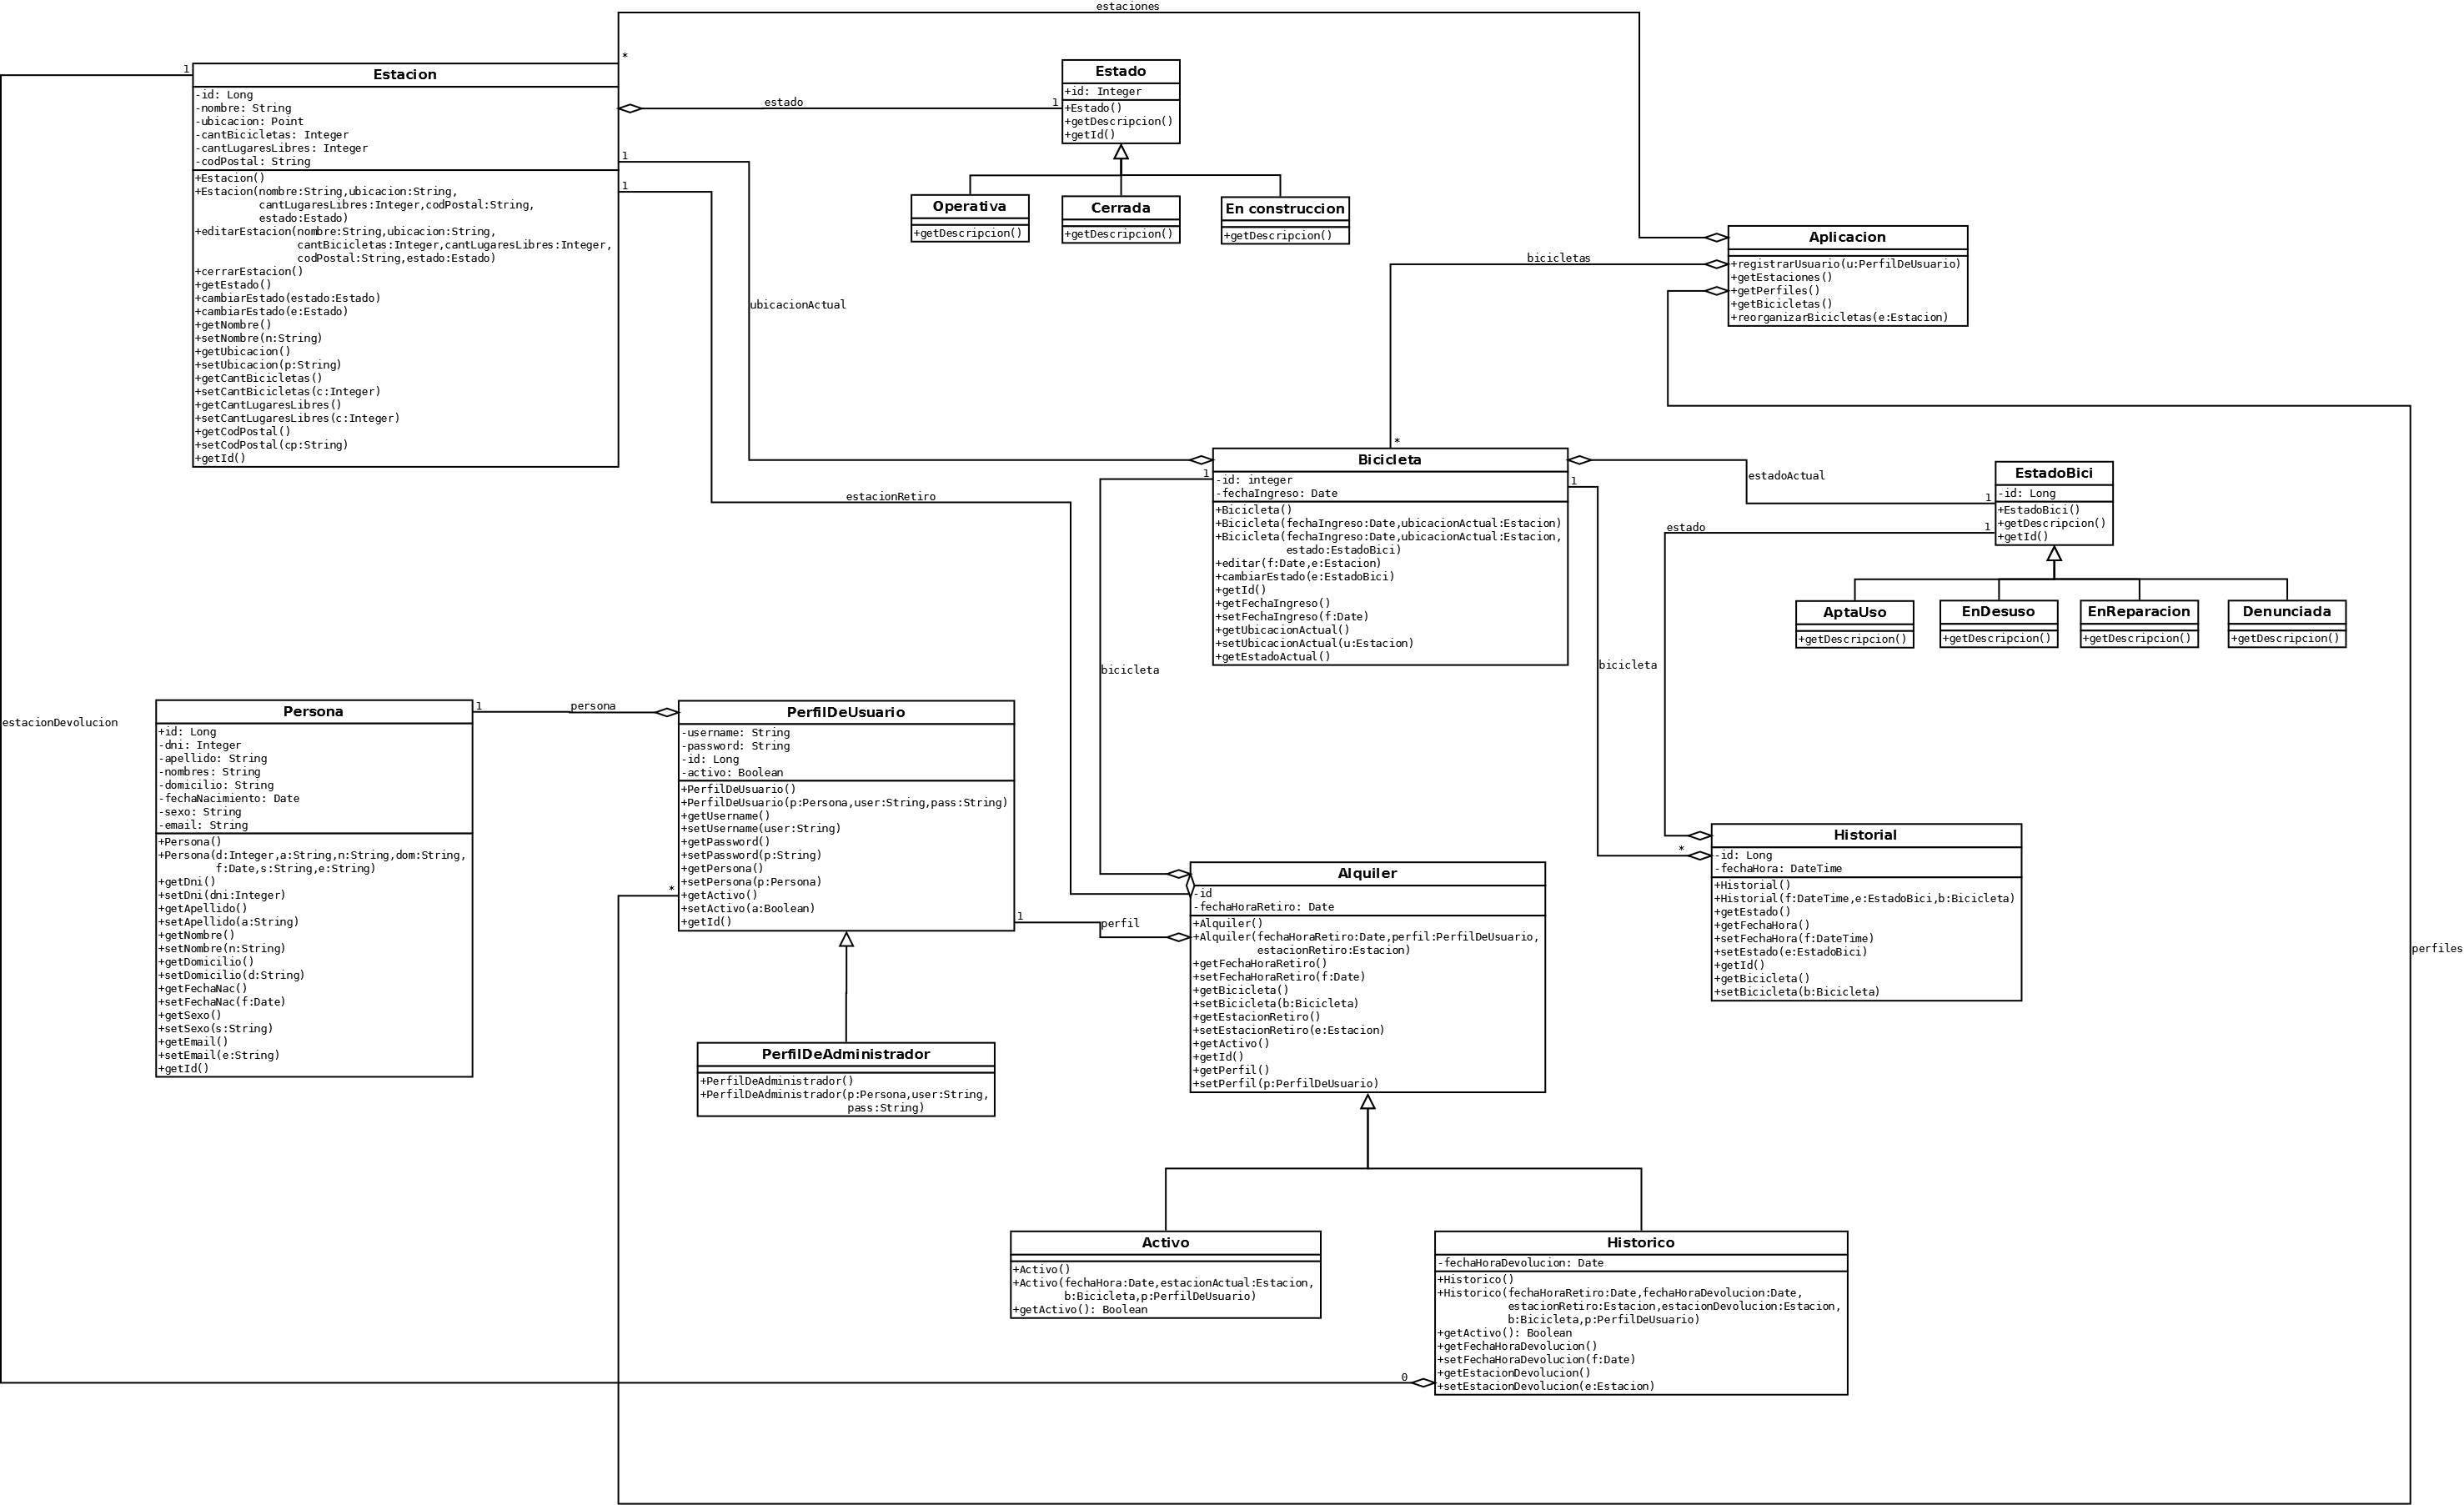 estaciones
*
1
Estacion
-id: Long
-nombre: String
-ubicacion: Point
-cantBicicletas: Integer
-cantLugaresLibres: Integer
-codPostal: String
+Estacion()
+Estacion(nombre:String,ubicacion:String,
cantLugaresLibres:Integer,codPostal:String,
estado:Estado)
+editarEstacion(nombre:String,ubicacion:String,
cantBicicletas:Integer,cantLugaresLibres:Integer,
codPostal:String,estado:Estado)
+cerrarEstacion()
+getEstado()
+cambiarEstado(estado:Estado)
+cambiarEstado(e:Estado)
+getNombre()
+setNombre(n:String)
+getUbicacion()
+setUbicacion(p:String)
+getCantBicicletas()
+setCantBicicletas(c:Integer)
+getCantLugaresLibres()
+setCantLugaresLibres(c:Integer)
+getCodPostal()
+setCodPostal(cp:String)
+getId()
estado
1
1
1
Estado
+id: Integer
+Estado()
+getDescripcion()
+getId()
Operativa
+getDescripcion()
Cerrada
+getDescripcion()
En construccion
+getDescripcion()
Aplicacion
+registrarUsuario(u:PerfilDeUsuario)
+getEstaciones()
+getPerfiles()
+getBicicletas()
+reorganizarBicicletas(e:Estacion)
bicicletas
ubicacionActual
*
estacionRetiro
1
Bicicleta
-id: integer
-fechaIngreso: Date
+Bicicleta()
+Bicicleta(fechaIngreso:Date,ubicacionActual:Estacion)
+Bicicleta(fechaIngreso:Date,ubicacionActual:Estacion,
estado:EstadoBici)
+editar(f:Date,e:Estacion)
+cambiarEstado(e:EstadoBici)
+getId()
+getFechaIngreso()
+setFechaIngreso(f:Date)
+getUbicacionActual()
+setUbicacionActual(u:Estacion)
+getEstadoActual()
1
estadoActual
1
estado
1
EstadoBici
-id: Long
+EstadoBici()
+getDescripcion()
+getId()
AptaUso
+getDescripcion()
EnDesuso
+getDescripcion()
EnReparacion
+getDescripcion()
Denunciada
+getDescripcion()
bicicleta
bicicleta
estacionDevolucion
Persona
+id: Long
-dni: Integer
-apellido: String
-nombres: String
-domicilio: String
-fechaNacimiento: Date
-sexo: String
-email: String
+Persona()
+Persona(d:Integer,a:String,n:String,dom:String,
f:Date,s:String,e:String)
+getDni()
+setDni(dni:Integer)
+getApellido()
+setApellido(a:String)
+getNombre()
+setNombre(n:String)
+getDomicilio()
+setDomicilio(d:String)
+getFechaNac()
+setFechaNac(f:Date)
+getSexo()
+setSexo(s:String)
+getEmail()
+setEmail(e:String)
+getId()
1
persona
PerfilDeUsuario
-username: String
-password: String
-id: Long
-activo: Boolean
+PerfilDeUsuario()
+PerfilDeUsuario(p:Persona,user:String,pass:String)
+getUsername()
+setUsername(user:String)
+getPassword()
+setPassword(p:String)
+getPersona()
+setPersona(p:Persona)
+getActivo()
+setActivo(a:Boolean)
+getId()
*
1
perfil
PerfilDeAdministrador
+PerfilDeAdministrador()
+PerfilDeAdministrador(p:Persona,user:String,
pass:String)
Alquiler
-id
-fechaHoraRetiro: Date
+Alquiler()
+Alquiler(fechaHoraRetiro:Date,perfil:PerfilDeUsuario,
estacionRetiro:Estacion)
+getFechaHoraRetiro()
+setFechaHoraRetiro(f:Date)
+getBicicleta()
+setBicicleta(b:Bicicleta)
+getEstacionRetiro()
+setEstacionRetiro(e:Estacion)
+getActivo()
+getId()
+getPerfil()
+setPerfil(p:PerfilDeUsuario)
*
Historial
-id: Long
-fechaHora: DateTime
+Historial()
+Historial(f:DateTime,e:EstadoBici,b:Bicicleta)
+getEstado()
+getFechaHora()
+setFechaHora(f:DateTime)
+setEstado(e:EstadoBici)
+getId()
+getBicicleta()
+setBicicleta(b:Bicicleta)
perfiles
Activo
+Activo()
+Activo(fechaHora:Date,estacionActual:Estacion,
b:Bicicleta,p:PerfilDeUsuario)
+getActivo(): Boolean
Historico
-fechaHoraDevolucion: Date
+Historico()
+Historico(fechaHoraRetiro:Date,fechaHoraDevolucion:Date,
estacionRetiro:Estacion,estacionDevolucion:Estacion,
b:Bicicleta,p:PerfilDeUsuario)
+getActivo(): Boolean
+getFechaHoraDevolucion()
+setFechaHoraDevolucion(f:Date)
+getEstacionDevolucion()
+setEstacionDevolucion(e:Estacion)
0